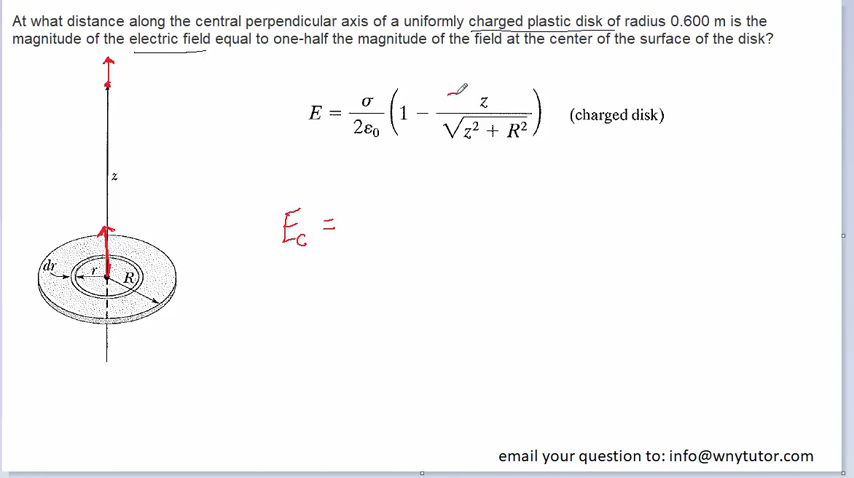 At what distance along the central perpendicular axis of a uniformly charged plastic disk of radius 0.600 m is the
magnitude of the electric field equal to one-half the magnitude of the field at the center of the surface of the disk?
E = σ/2ε₀ (1 − z/√(z² + R²)) (charged disk)
z
E_c =
dr
r
R
email your question to: info@wnytutor.com